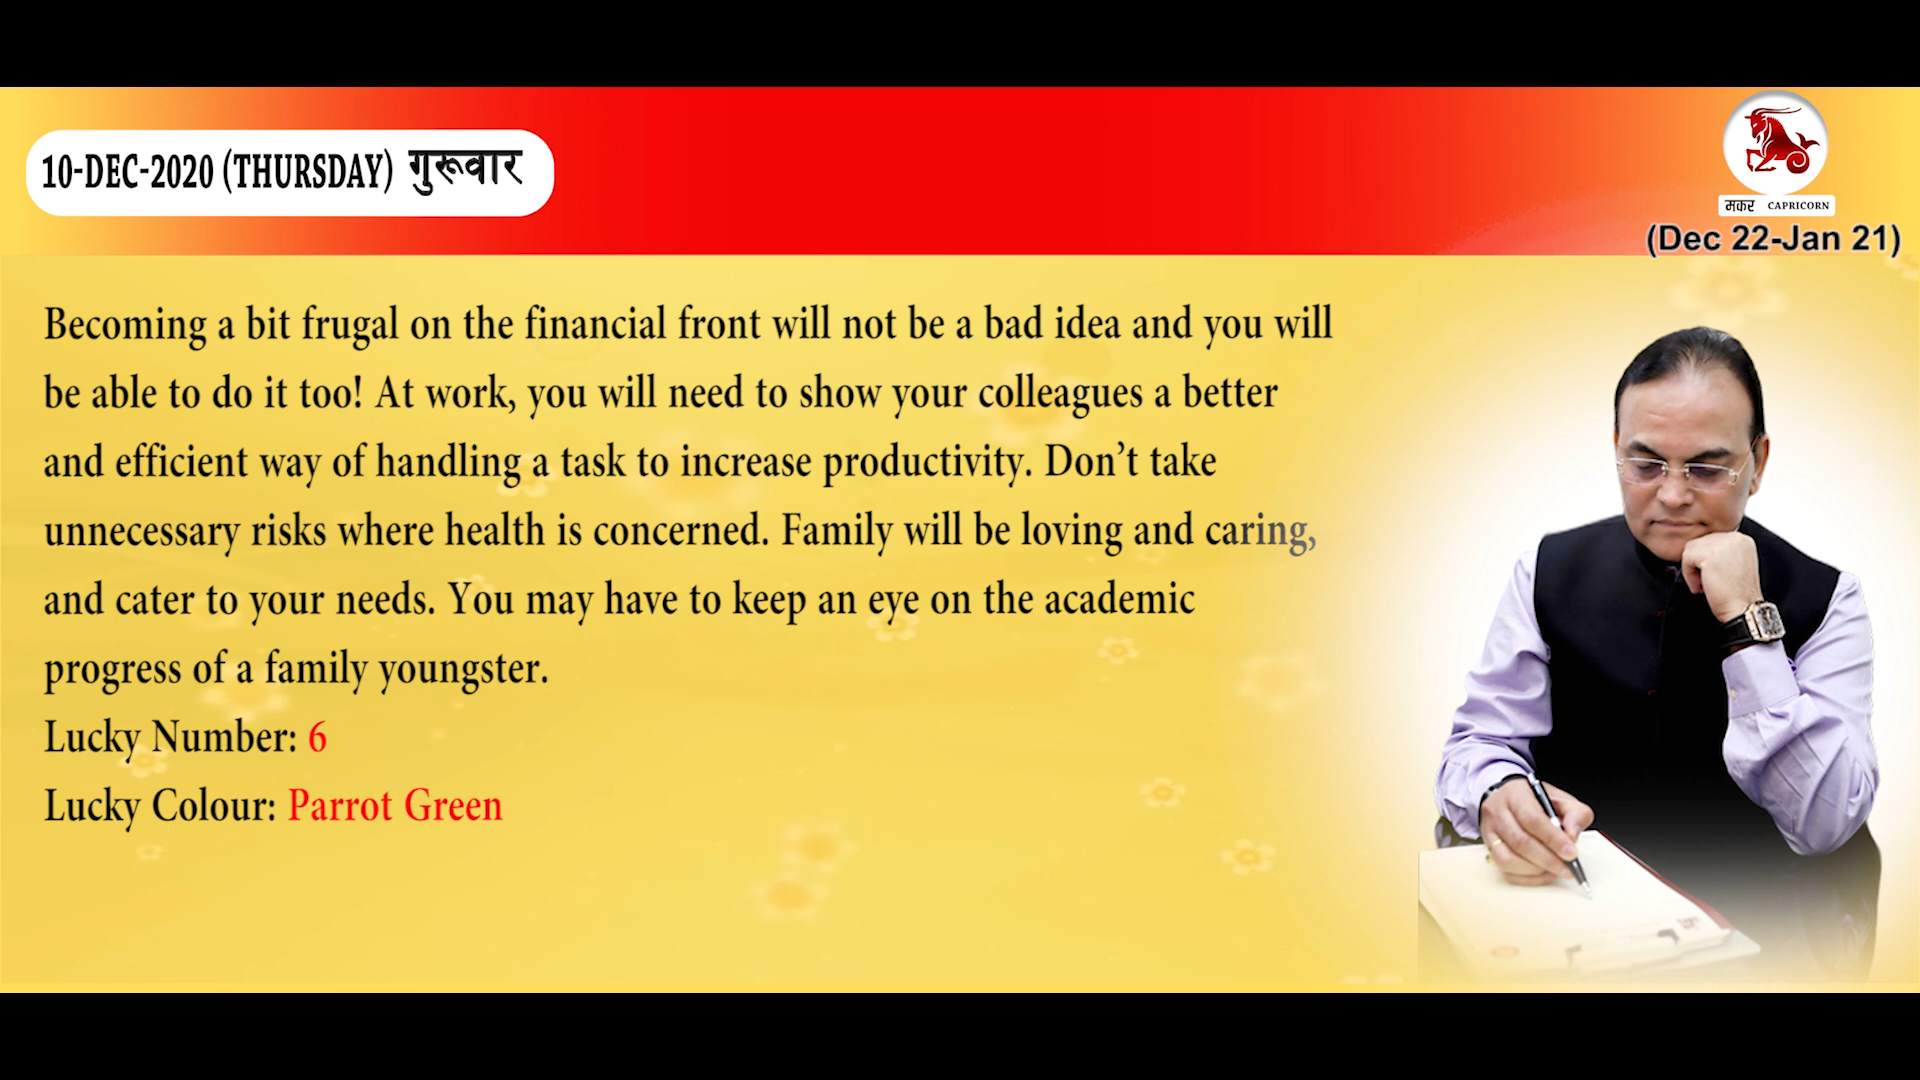 10-DEC-2020 (THURSDAY) गुरूवार
मकर CAPRICORN
(Dec 22-Jan 21)
Becoming a bit frugal on the financial front will not be a bad idea and you will
be able to do it too! At work, you will need to show your colleagues a better
and efficient way of handling a task to increase productivity. Don’t take
unnecessary risks where health is concerned. Family will be loving and caring,
and cater to your needs. You may have to keep an eye on the academic
progress of a family youngster.
Lucky Number: 6
Lucky Colour: Parrot Green